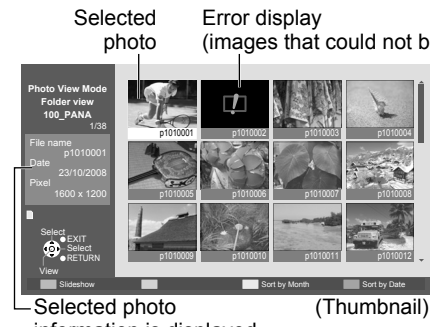 Selected photo
Error display
(images that could not b
Photo View Mode
Folder view
100_PANA
1/38
File name
p1010001
Date
23/10/2008
Pixel
1600 x 1200
Select
EXIT
Select
RETURN
View
p1010001
p1010002
p1010003
p1010004
p1010005
p1010006
p1010007
p1010008
p1010009
p1010010
p1010011
p1010012
Slideshow
Sort by Month
Sort by Date
Selected photo
information is displayed
(Thumbnail)